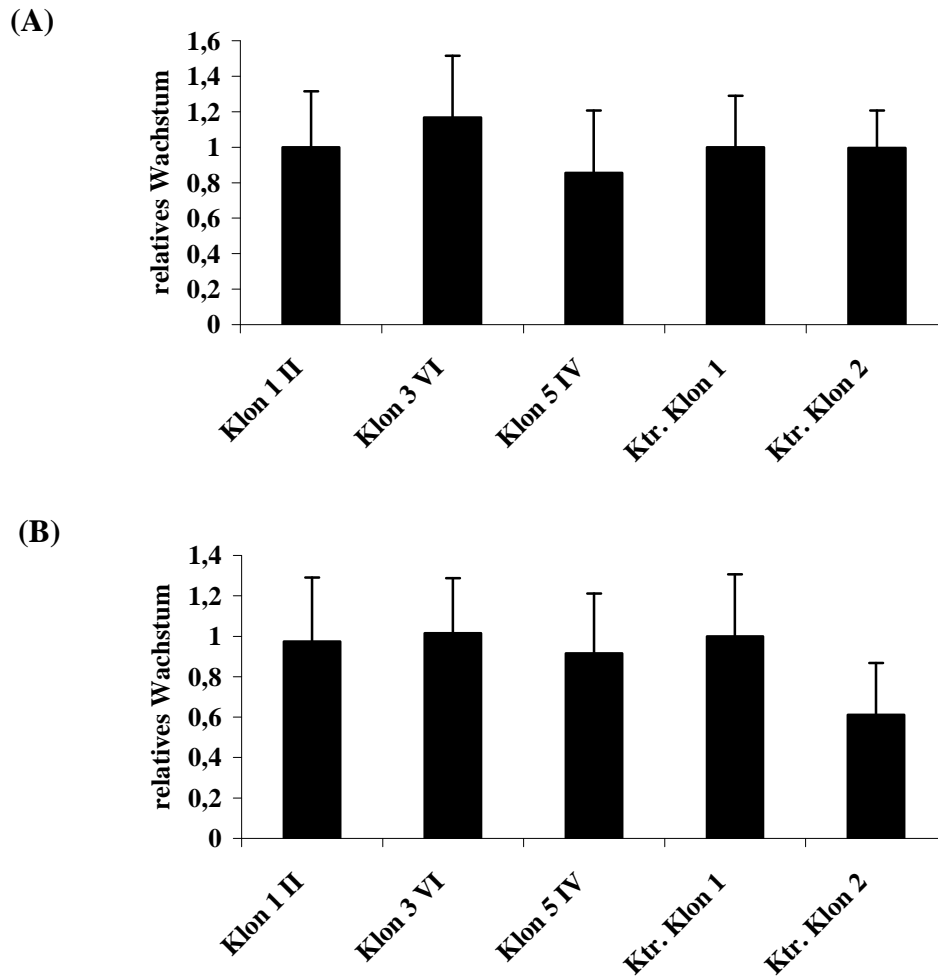 (A)
relatives Wachstum
1,6
1,4
1,2
1
0,8
0,6
0,4
0,2
0
Klon 1 II
Klon 3 VI
Klon 5 IV
Ktr. Klon 1
Ktr. Klon 2
(B)
relatives Wachstum
1,4
1,2
1
0,8
0,6
0,4
0,2
0
Klon 1 II
Klon 3 VI
Klon 5 IV
Ktr. Klon 1
Ktr. Klon 2